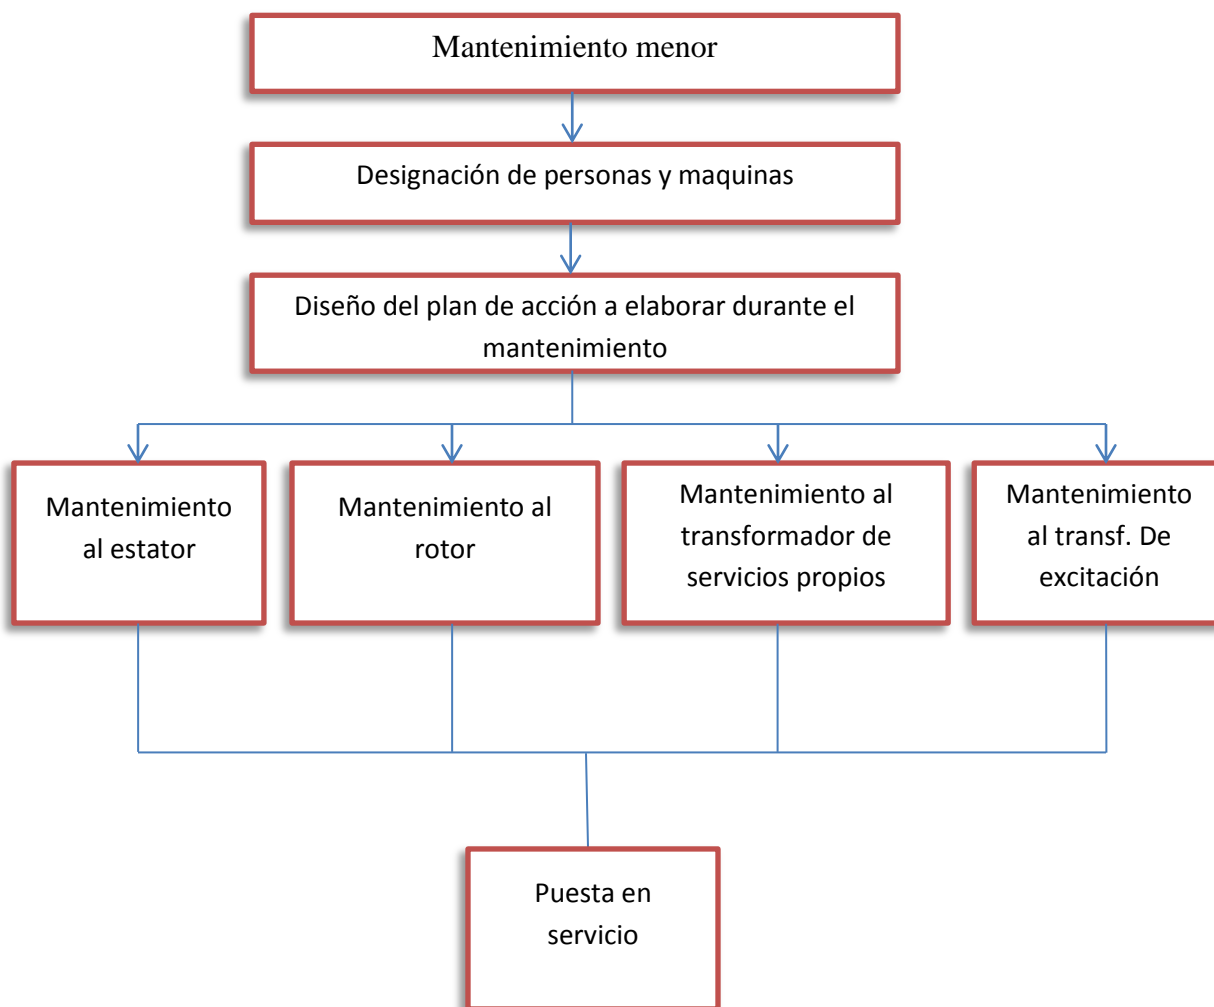 Mantenimiento menor
Designación de personas y maquinas
Diseño del plan de acción a elaborar durante el
mantenimiento
Mantenimiento
al estator
Mantenimiento al
rotor
Mantenimiento al
transformador de
servicios propios
Mantenimiento
al transf. De
excitación
Puesta en
servicio